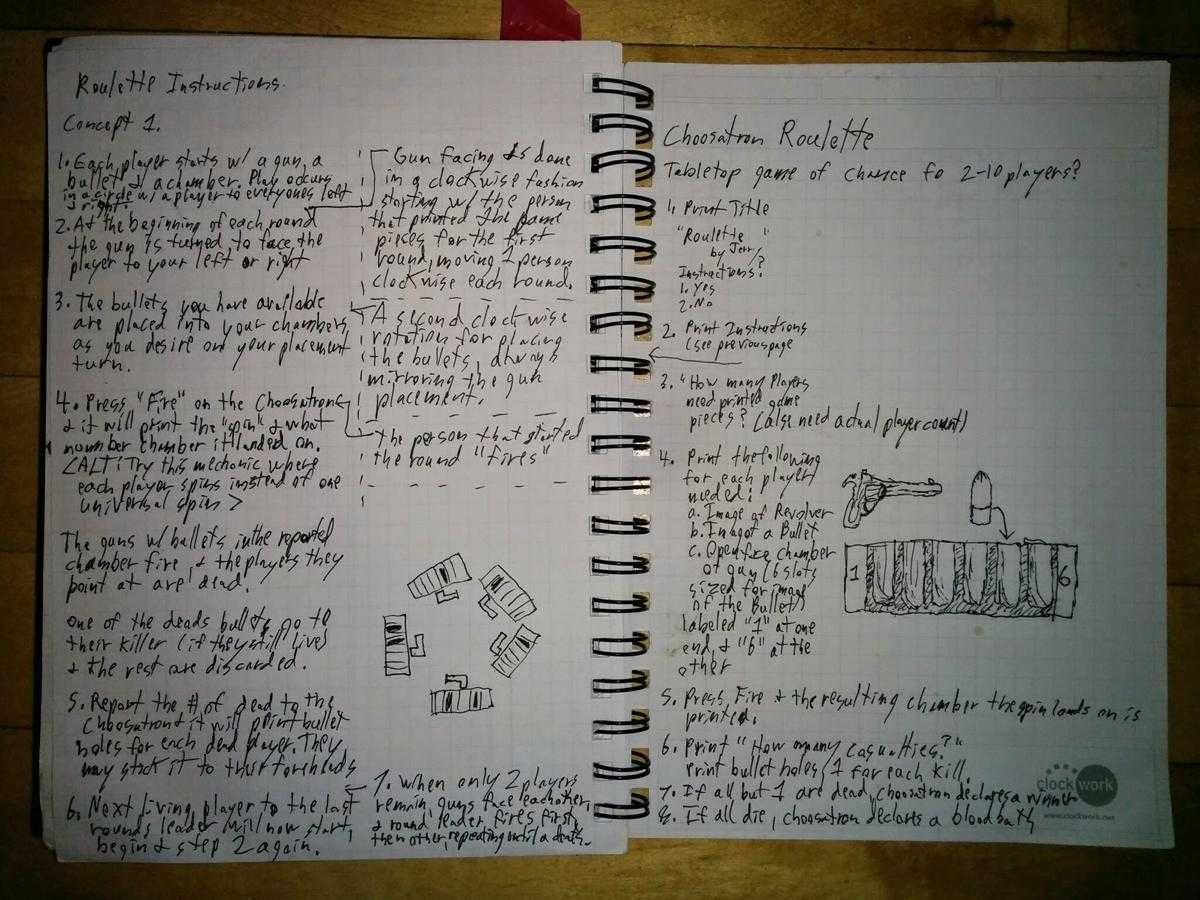 Roulette Instructions.
Concept 1.
1. Each player starts w/ a gun, a
bullet & a chamber. Play occurs
in a circle w/ a player to everyones left
& right.
2. At the beginning of each round
the gun is turned to face the
player to your left or right
3. The bullets you have available
are placed into your chambers
as you desire on your placement
turn.
4. Press "Fire" on the Choosatron
& it will print the "spin" & what
number chamber it landed on.
<ALT: Try this mechanic where
each player spins instead of one
universal spin>
The guns w/ bullets in the reported
chamber fire, & the players they
point at are dead.
one of the deads bullets go to
their killer (if they still live)
& the rest are discarded.
5. Report the # of dead to the
Choosatron & it will print bullet
holes for each dead player. They
may stick it to their foreheads
6. Next living player to the last
rounds leader will now start,
begin & step 2 again.
Gun facing is done
in a clockwise fashion
starting w/ the person
that printed the game
pieces for the first
round, moving 1 person
clockwise each round.
A second clockwise
rotation for placing
the bullets, always
mirroring the gun
placement.
the person that started
the round "fires"
7. When only 2 players
remain, guns face eachother
& round leader fires first,
then other, repeating until a death.
Choosatron Roulette
Tabletop game of chance fo 2-10 players?
1. Print Title
"Roulette "
by Jerry
Instructions?
1. Yes
2. No
2. Print Instructions
(see previous page
3. "How many Players
need printed game
pieces? (also need actual player count)
4. Print the following
for each player
needed:
a. Image of Revolver
b. Image of a Bullet
c. Open face chamber
of gun (6 slots
sized for image
of the Bullet)
labeled "1" at one
end, & "6" at the
other
1 6
5. Press, Fire & the resulting chamber the spin lands on is
printed.
6. Print "How many casualties?"
Print bullet holes, 1 for each kill.
7. If all but 1 are dead, choosatron declares a winner
8. If all die, choosatron declares a bloodbath
clockwork
www.clockwork.net